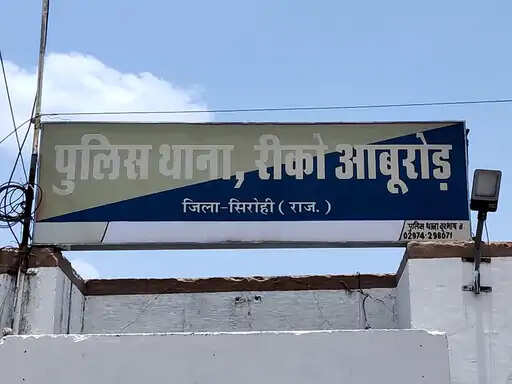 पुलिस थाना, रीको आबूरोड़
जिला-सिरोही (राज.)
पुलिस थाना दूरभाष नं
02974-298071